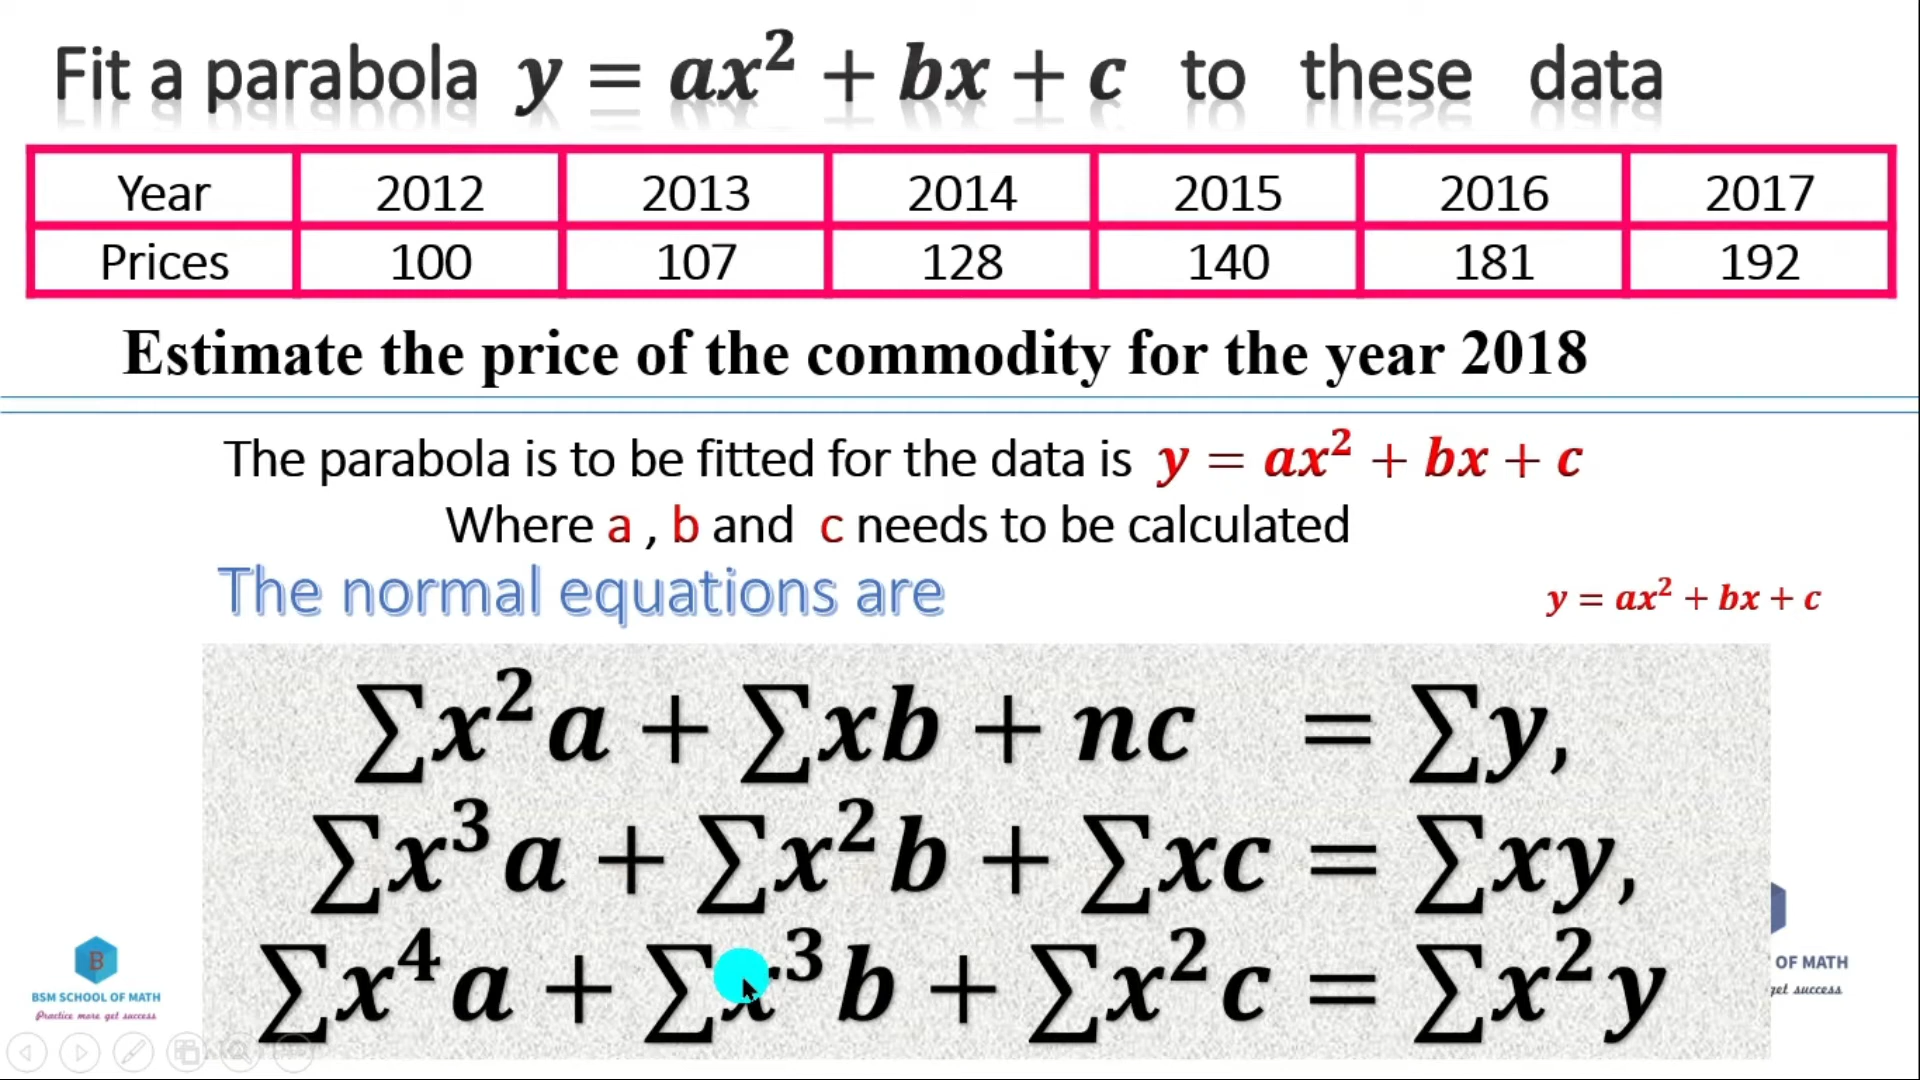 Fit a parabola y = ax² + bx + c to these data
Year 2012 2013 2014 2015 2016 2017
Prices 100 107 128 140 181 192
Estimate the price of the commodity for the year 2018
The parabola is to be fitted for the data is y = ax² + bx + c
Where a , b and c needs to be calculated
The normal equations are
y = ax² + bx + c
∑x²a + ∑xb + nc = ∑y,
∑x³a + ∑x²b + ∑xc = ∑xy,
∑x⁴a + ∑x³b + ∑x²c = ∑x²y
B
BSM SCHOOL OF MATH
Practice more get success
OF MATH
get success